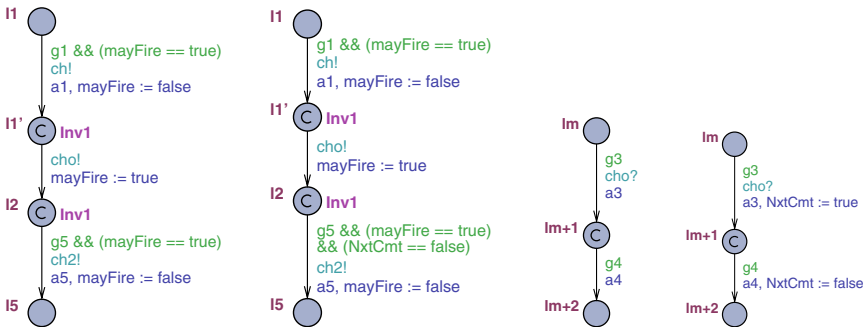 l1
g1 && (mayFire == true)
ch!
a1, mayFire := false
l1'
C
Inv1
cho!
mayFire := true
l2
C
Inv1
g5 && (mayFire == true)
ch2!
a5, mayFire := false
l5
l1
g1 && (mayFire == true)
ch!
a1, mayFire := false
l1'
C
Inv1
cho!
mayFire := true
l2
C
Inv1
g5 && (mayFire == true)
&& (NxtCmt == false)
ch2!
a5, mayFire := false
l5
lm
g3
cho?
a3
lm+1
C
g4
a4
lm+2
lm
g3
cho?
a3, NxtCmt := true
lm+1
C
g4
a4, NxtCmt := false
lm+2